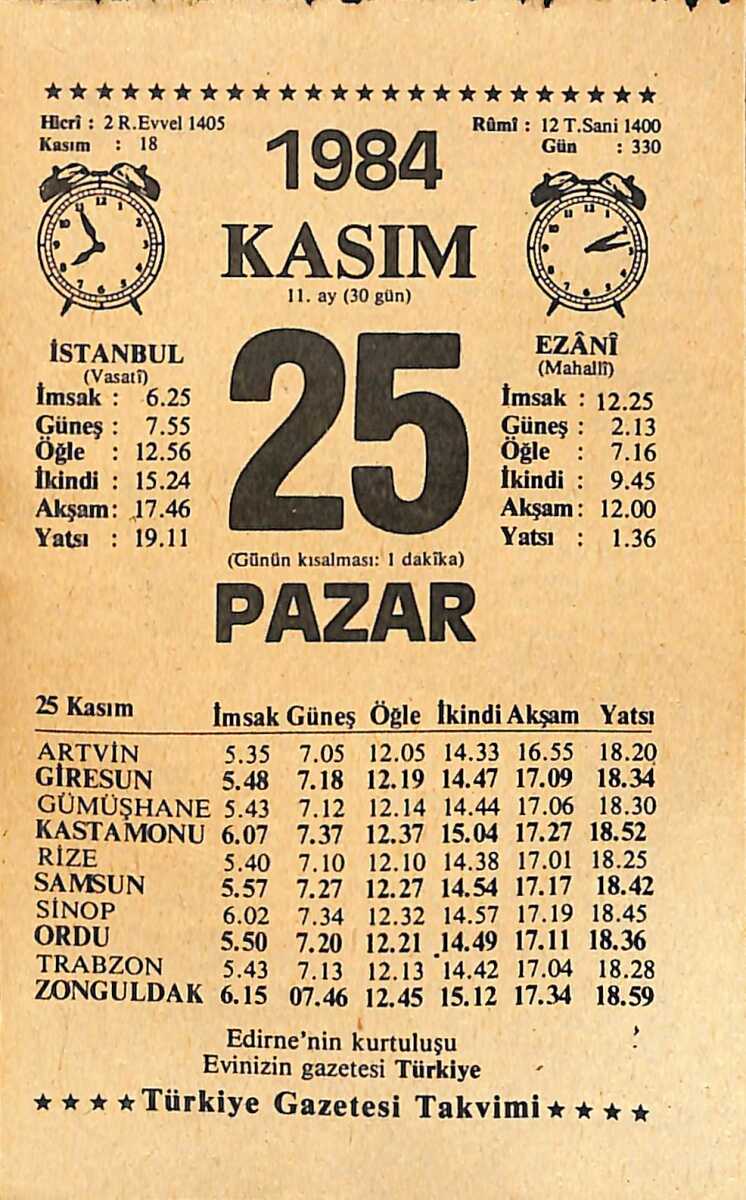 ★★★★★★★★★★★★★★★★★★★★★★★★
Hicrî : 2 R.Evvel 1405
Kasım : 18
Rûmî : 12 T.Sani 1400
Gün : 330
1984
KASIM
11. ay (30 gün)
25
(Günün kısalması: 1 dakîka)
PAZAR
İSTANBUL
(Vasatî)
İmsak : 6.25
Güneş : 7.55
Öğle : 12.56
İkindi : 15.24
Akşam: 17.46
Yatsı : 19.11
EZÂNÎ
(Mahallî)
İmsak : 12.25
Güneş : 2.13
Öğle : 7.16
İkindi : 9.45
Akşam: 12.00
Yatsı : 1.36
25 Kasım İmsak Güneş Öğle İkindi Akşam Yatsı
ARTVİN 5.35 7.05 12.05 14.33 16.55 18.20
GİRESUN 5.48 7.18 12.19 14.47 17.09 18.34
GÜMÜŞHANE 5.43 7.12 12.14 14.44 17.06 18.30
KASTAMONU 6.07 7.37 12.37 15.04 17.27 18.52
RİZE 5.40 7.10 12.10 14.38 17.01 18.25
SAMSUN 5.57 7.27 12.27 14.54 17.17 18.42
SİNOP 6.02 7.34 12.32 14.57 17.19 18.45
ORDU 5.50 7.20 12.21 14.49 17.11 18.36
TRABZON 5.43 7.13 12.13 14.42 17.04 18.28
ZONGULDAK 6.15 07.46 12.45 15.12 17.34 18.59
Edirne'nin kurtuluşu
Evinizin gazetesi Türkiye
★★★★Türkiye Gazetesi Takvimi★★★★